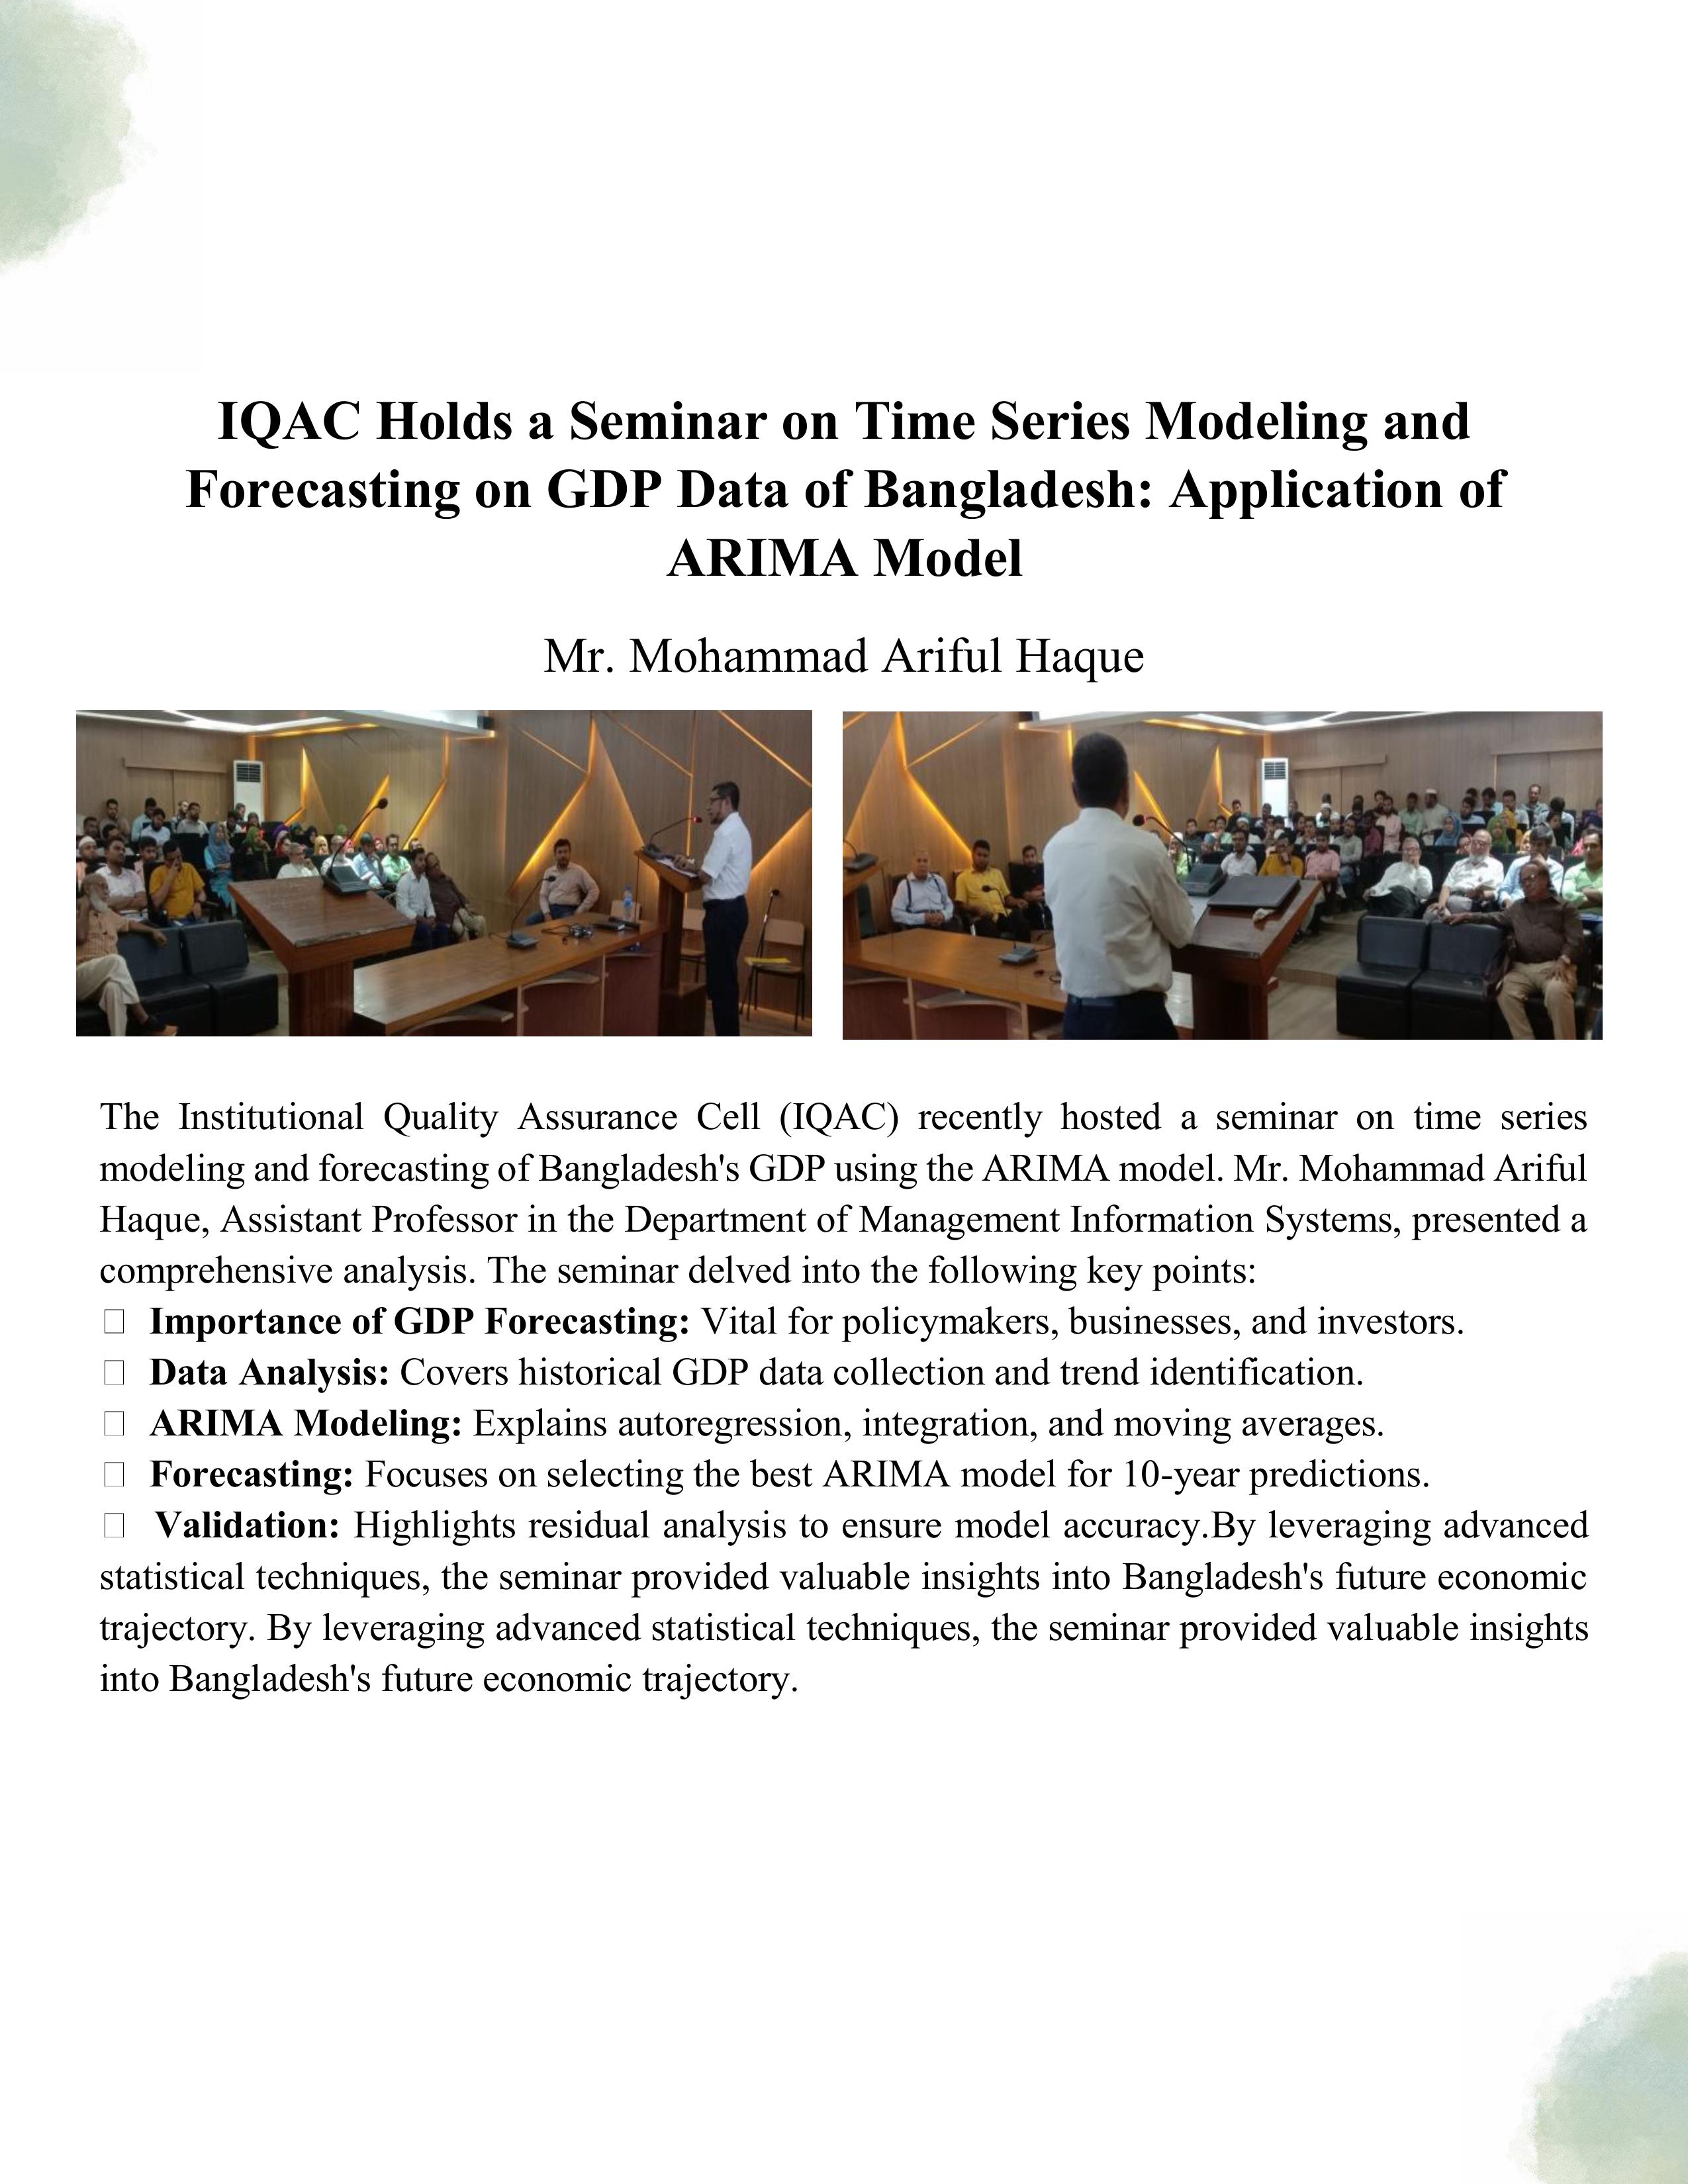 IQAC Holds a Seminar on Time Series Modeling and
Forecasting on GDP Data of Bangladesh: Application of
ARIMA Model
Mr. Mohammad Ariful Haque
The Institutional Quality Assurance Cell (IQAC) recently hosted a seminar on time series
modeling and forecasting of Bangladesh's GDP using the ARIMA model. Mr. Mohammad Ariful
Haque, Assistant Professor in the Department of Management Information Systems, presented a
comprehensive analysis. The seminar delved into the following key points:
Importance of GDP Forecasting: Vital for policymakers, businesses, and investors.
Data Analysis: Covers historical GDP data collection and trend identification.
ARIMA Modeling: Explains autoregression, integration, and moving averages.
Forecasting: Focuses on selecting the best ARIMA model for 10-year predictions.
Validation: Highlights residual analysis to ensure model accuracy.By leveraging advanced
statistical techniques, the seminar provided valuable insights into Bangladesh's future economic
trajectory. By leveraging advanced statistical techniques, the seminar provided valuable insights
into Bangladesh's future economic trajectory.